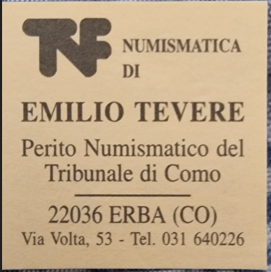 TNF NUMISMATICA
DI
EMILIO TEVERE
Perito Numismatico del
Tribunale di Como
22036 ERBA (CO)
Via Volta, 53 - Tel. 031 640226